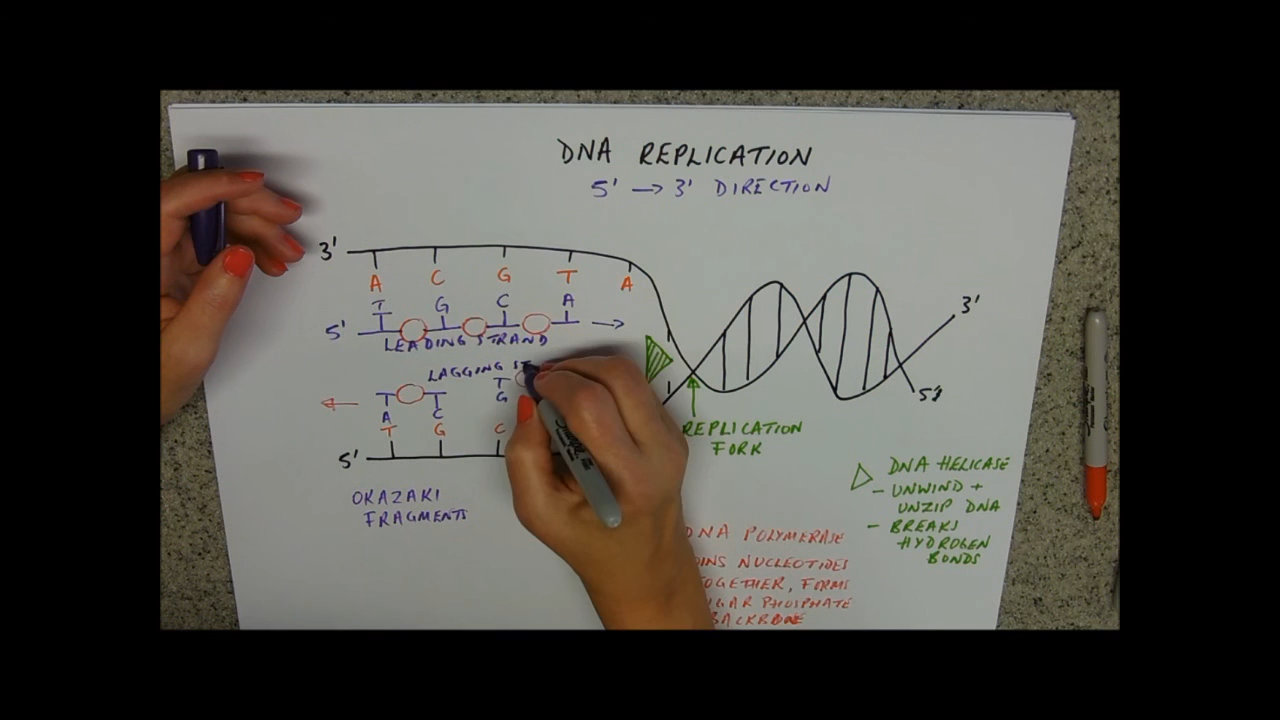 DNA REPLICATION
5' → 3' DIRECTION
3'
A C G T A
T G C A
5'
LEADING STRAND
3'
5'
LAGGING
T
G
A C
T G C
5'
REPLICATION
FORK
OKAZAKI
FRAGMENTS
DNA HELICASE
- UNWIND +
UNZIP DNA
- BREAKS
HYDROGEN
BONDS
DNA POLYMERASE
NUCLEOTIDES
TOGETHER, FORMS
PHOSPHATE
BACKBONE